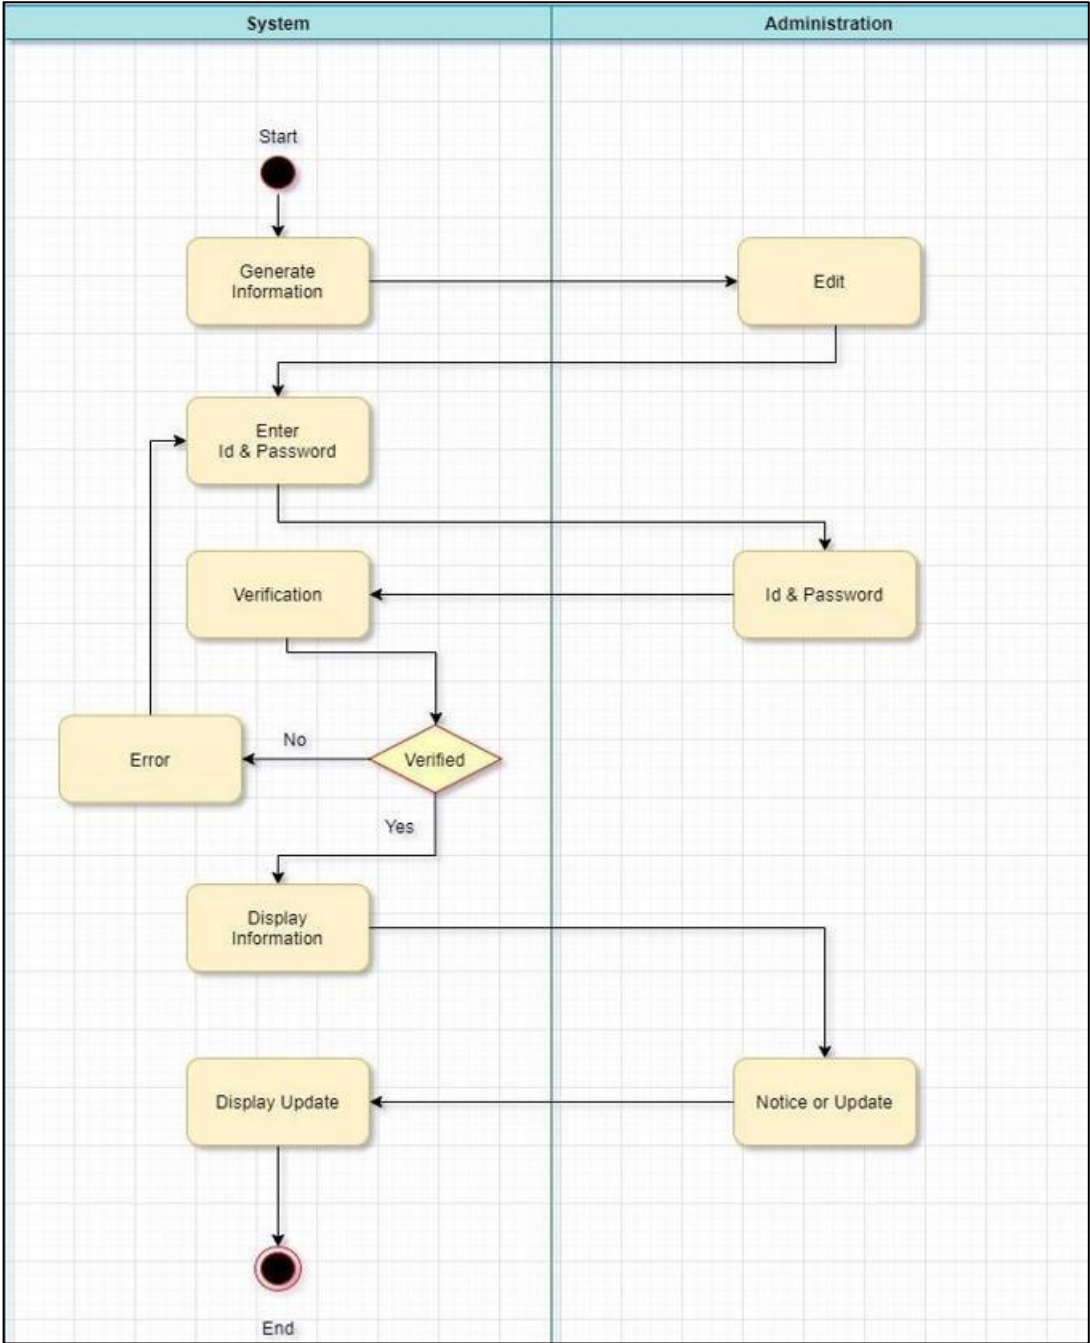 System
Administration
Start
Generate
Information
Edit
Enter
Id & Password
Verification
Id & Password
Error
No
Verified
Yes
Display
Information
Display Update
Notice or Update
End